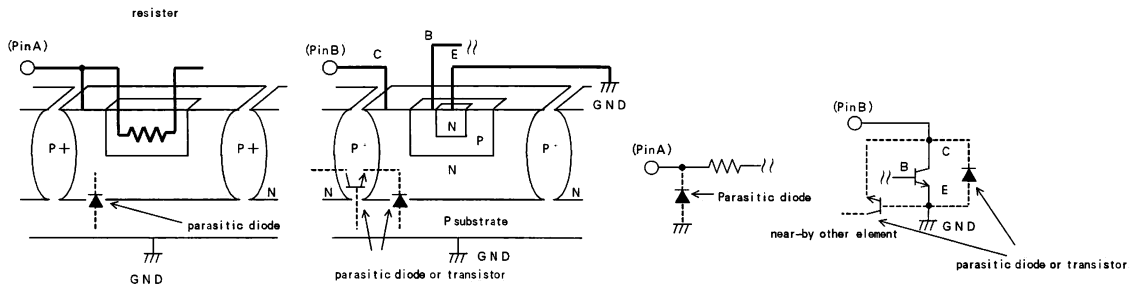 resister
(PinA)
P+
P+
N
N
parasitic diode
GND
(PinB)
C
B
E
GND
P+
N
P
N
P+
N
N
P substrate
GND
parasitic diode or transistor
(PinA)
Parasitic diode
(PinB)
C
B
E
GND
near-by other element
parasitic diode or transistor